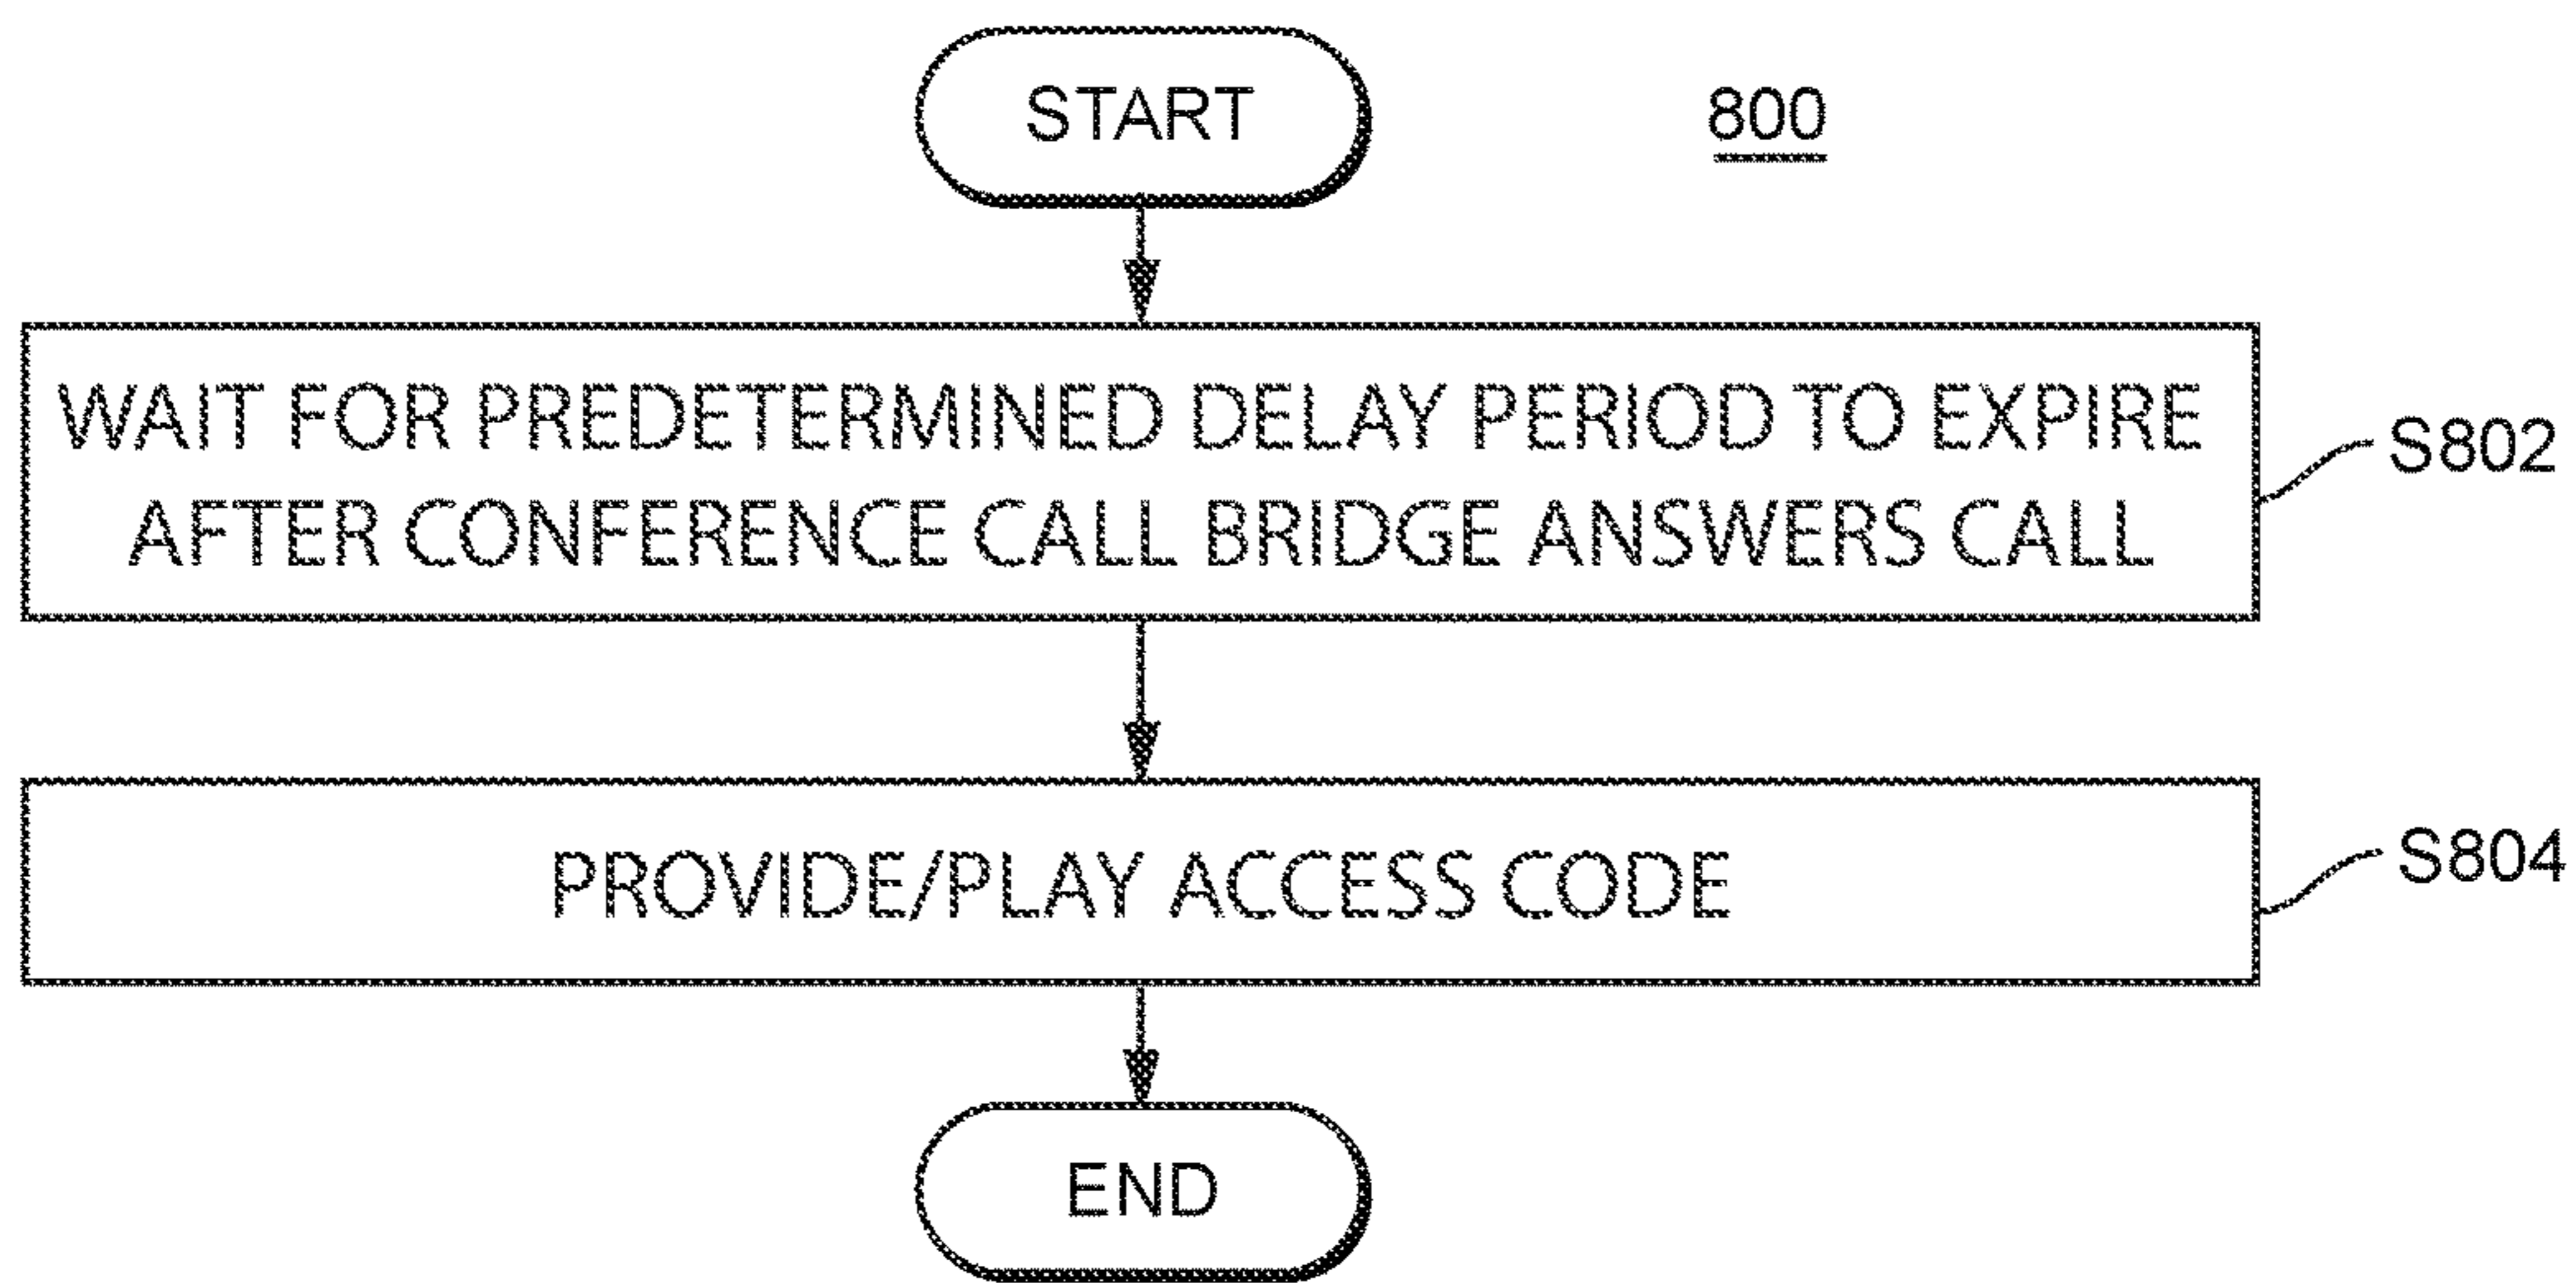 START
800
WAIT FOR PREDETERMINED DELAY PERIOD TO EXPIRE
AFTER CONFERENCE CALL BRIDGE ANSWERS CALL
S802
PROVIDE/PLAY ACCESS CODE
S804
END